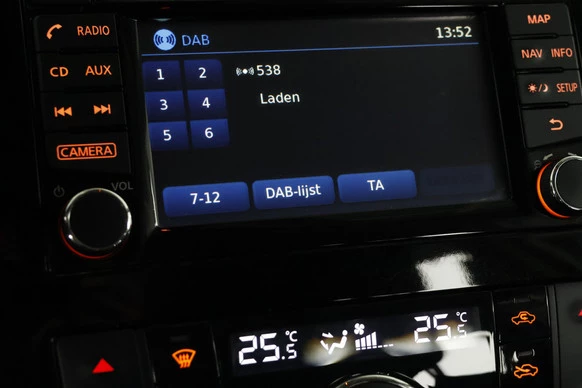 RADIO
CD AUX
CAMERA
VOL
DAB 13:52
1 2 538
3 4 Laden
5 6
7-12 DAB-lijst TA
MAP
NAV INFO
SETUP
25.5 °C 25.5 °C